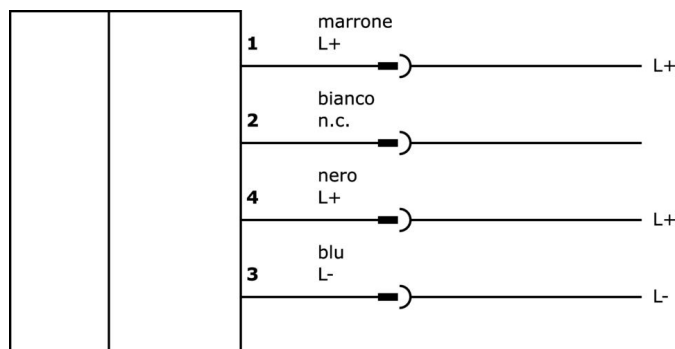 marrone
1 L+
L+
bianco
2 n.c.
nero
4 L+
L+
blu
3 L-
L-